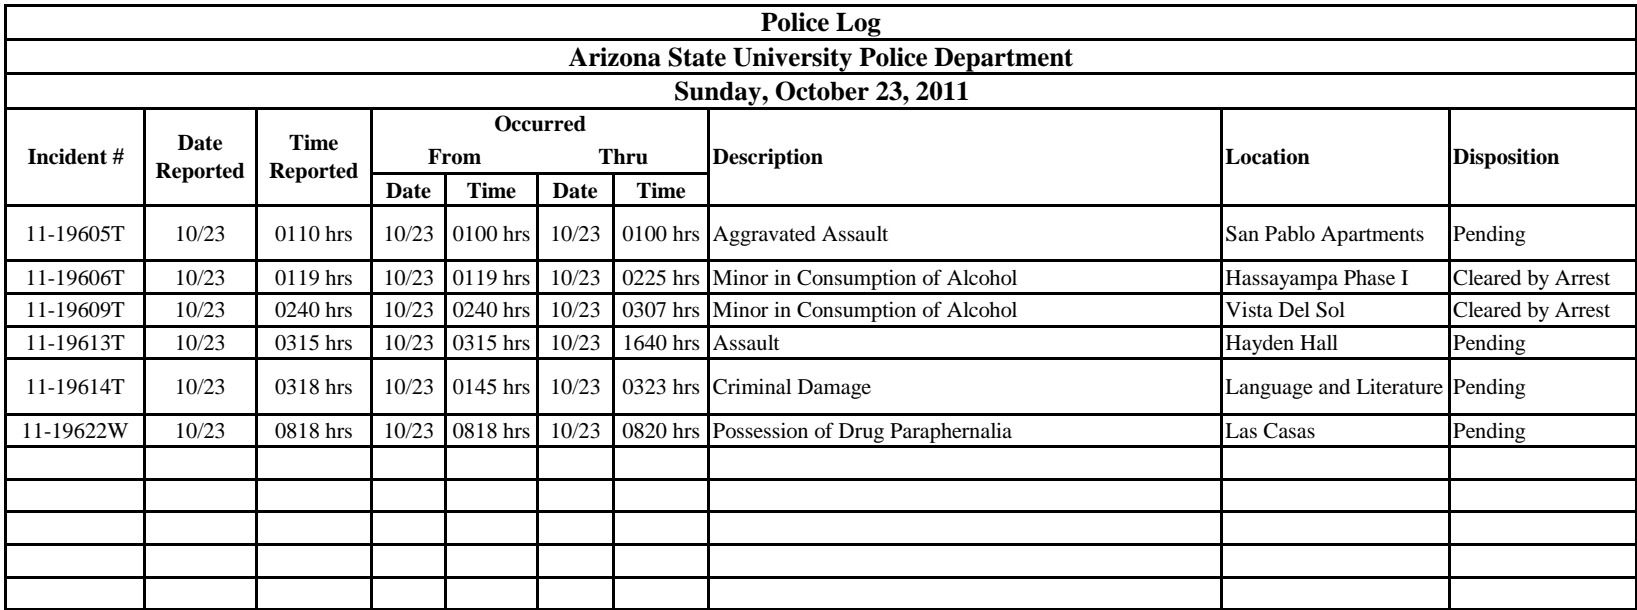 Police Log
Arizona State University Police Department
Sunday, October 23, 2011
Incident # Date Reported Time Reported Occurred Description Location Disposition
From Thru
Date Time Date Time
11-19605T 10/23 0110 hrs 10/23 0100 hrs 10/23 0100 hrs Aggravated Assault San Pablo Apartments Pending
11-19606T 10/23 0119 hrs 10/23 0119 hrs 10/23 0225 hrs Minor in Consumption of Alcohol Hassayampa Phase I Cleared by Arrest
11-19609T 10/23 0240 hrs 10/23 0240 hrs 10/23 0307 hrs Minor in Consumption of Alcohol Vista Del Sol Cleared by Arrest
11-19613T 10/23 0315 hrs 10/23 0315 hrs 10/23 1640 hrs Assault Hayden Hall Pending
11-19614T 10/23 0318 hrs 10/23 0145 hrs 10/23 0323 hrs Criminal Damage Language and Literature Pending
11-19622W 10/23 0818 hrs 10/23 0818 hrs 10/23 0820 hrs Possession of Drug Paraphernalia Las Casas Pending